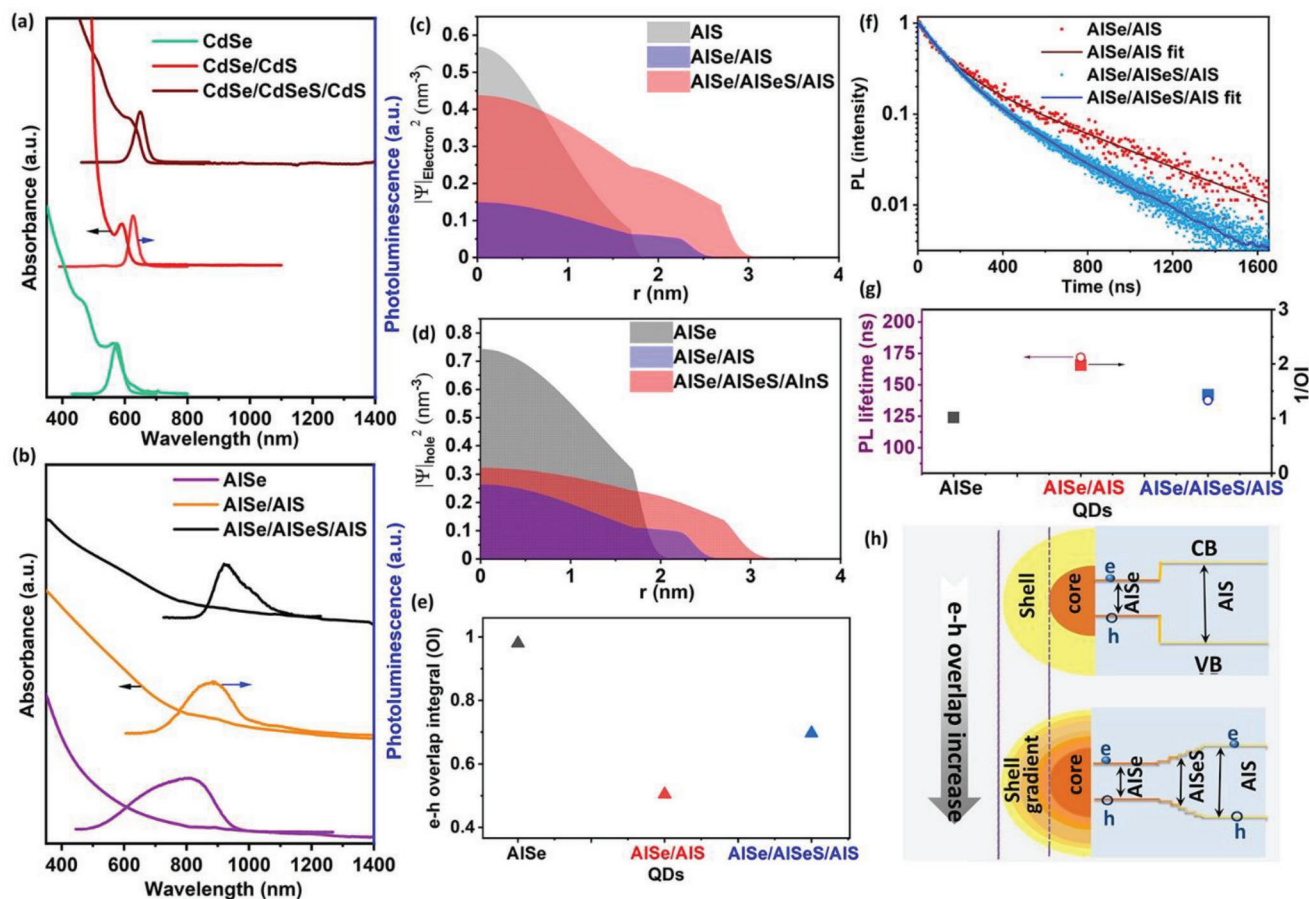 (a)
CdSe
CdSe/CdS
CdSe/CdSeS/CdS
Absorbance (a.u.)
Photoluminescence (a.u.)
400 600 800 1000 1200 1400
Wavelength (nm)
(b)
AISe
AISe/AIS
AISe/AISeS/AIS
Absorbance (a.u.)
Photoluminescence (a.u.)
400 600 800 1000 1200 1400
Wavelength (nm)
(c)
AIS
AISe/AIS
AISe/AISeS/AIS
|Ψ|Electron² (nm⁻³)
0.6
0.5
0.4
0.3
0.2
0.1
0
0 1 2 3 4
r (nm)
(d)
AISe
AISe/AIS
AISe/AISeS/AInS
|Ψ|hole² (nm⁻³)
0.8
0.7
0.6
0.5
0.4
0.3
0.2
0.1
0
0 1 2 3 4
r (nm)
(e)
e-h overlap integral (OI)
1
0.8
0.6
0.4
AISe AISe/AIS AISe/AISeS/AIS
QDs
(f)
AISe/AIS
AISe/AIS fit
AISe/AISeS/AIS
AISe/AISeS/AIS fit
PL (intensity)
1
0.1
0.01
0 400 800 1200 1600
Time (ns)
(g)
PL lifetime (ns)
200
175
150
125
100
3
2
1
0
1/OI
AISe AISe/AIS AISe/AISeS/AIS
QDs
(h)
e-h overlap increase
Shell
core
e
AISe
h
CB
AIS
VB
Shell gradient
core
e
AISe
h
AISeS
e
AIS
h